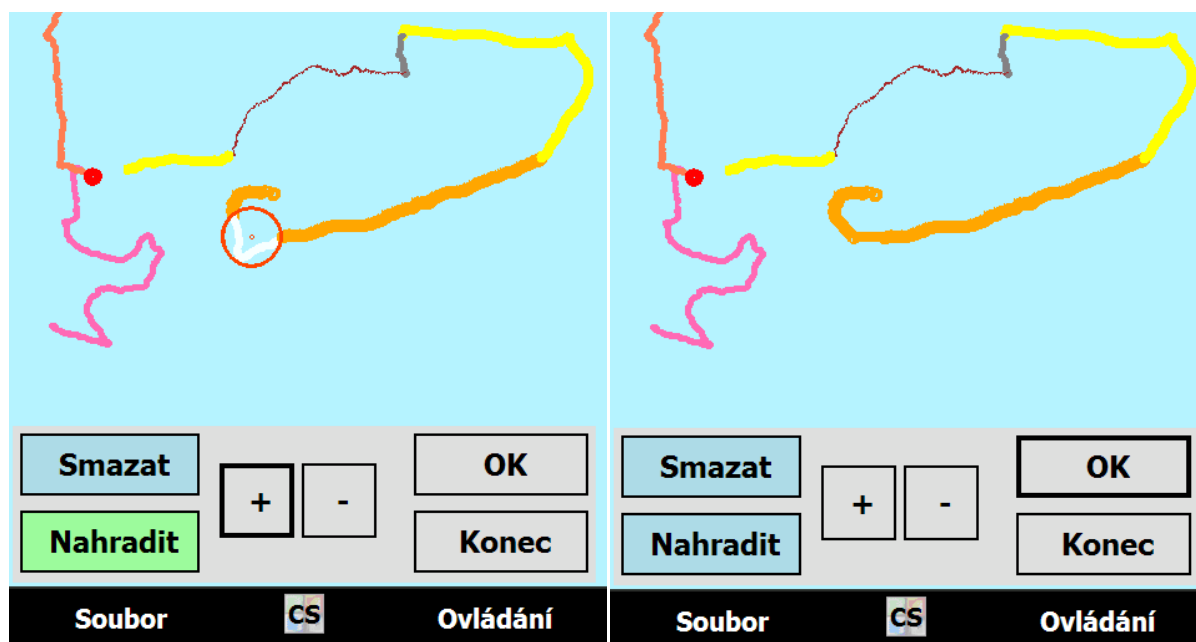 Smazat
+
-
OK
Nahradit
Konec
Soubor
CS
Ovládání
Smazat
+
-
OK
Nahradit
Konec
Soubor
CS
Ovládání